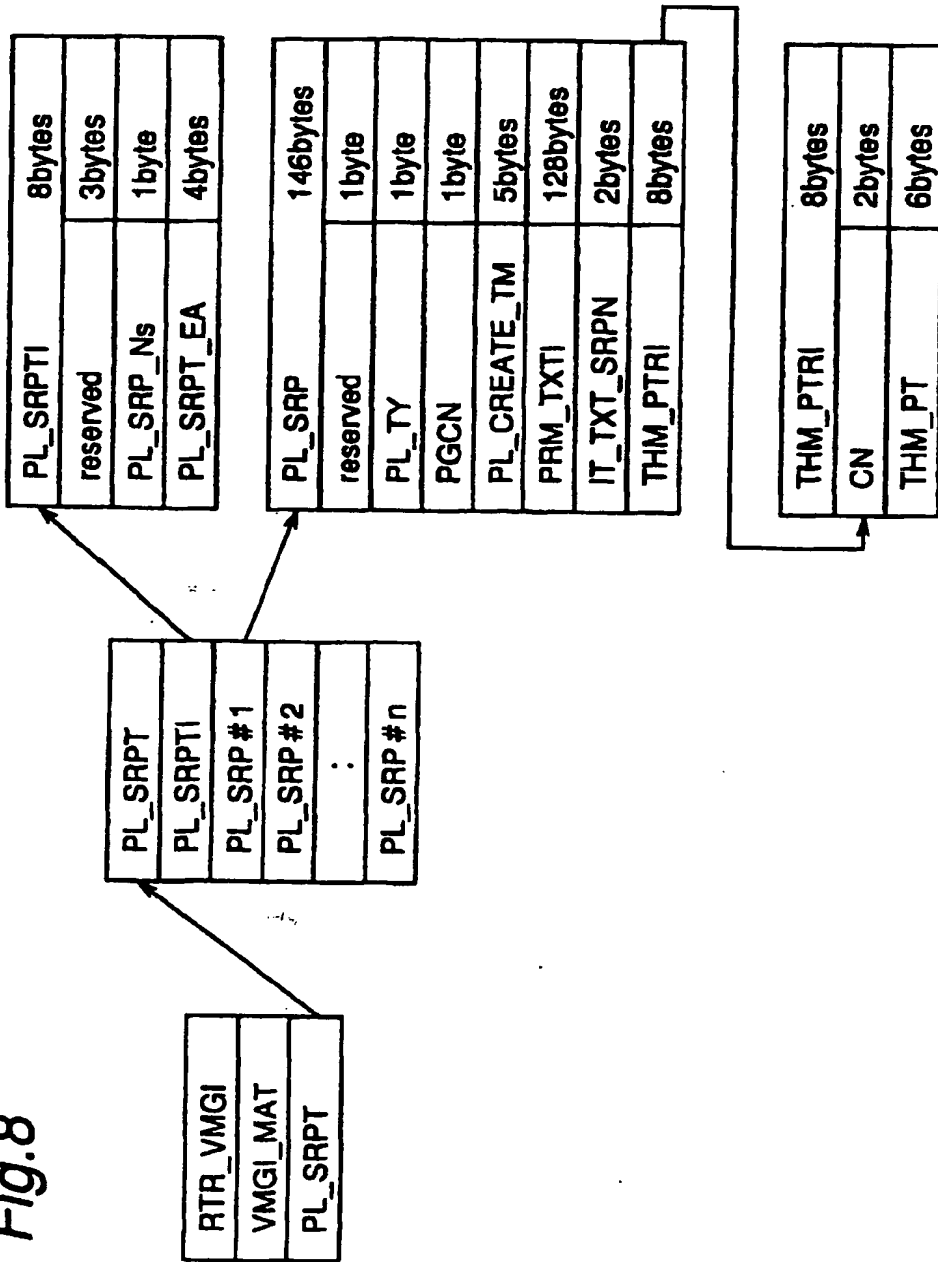 Fig.8
RTR_VMGI
VMGI_MAT
PL_SRPT
PL_SRPT
PL_SRPTI
PL_SRP#1
PL_SRP#2
:
PL_SRP#n
PL_SRPTI 8bytes
reserved 3bytes
PL_SRP_Ns 1byte
PL_SRPT_EA 4bytes
PL_SRP 146bytes
reserved 1byte
PL_TY 1byte
PGCN 1byte
PL_CREATE_TM 5bytes
PRM_TXTI 128bytes
IT_TXT_SRPN 2bytes
THM_PTRI 8bytes
THM_PTRI 8bytes
CN 2bytes
THM_PT 6bytes